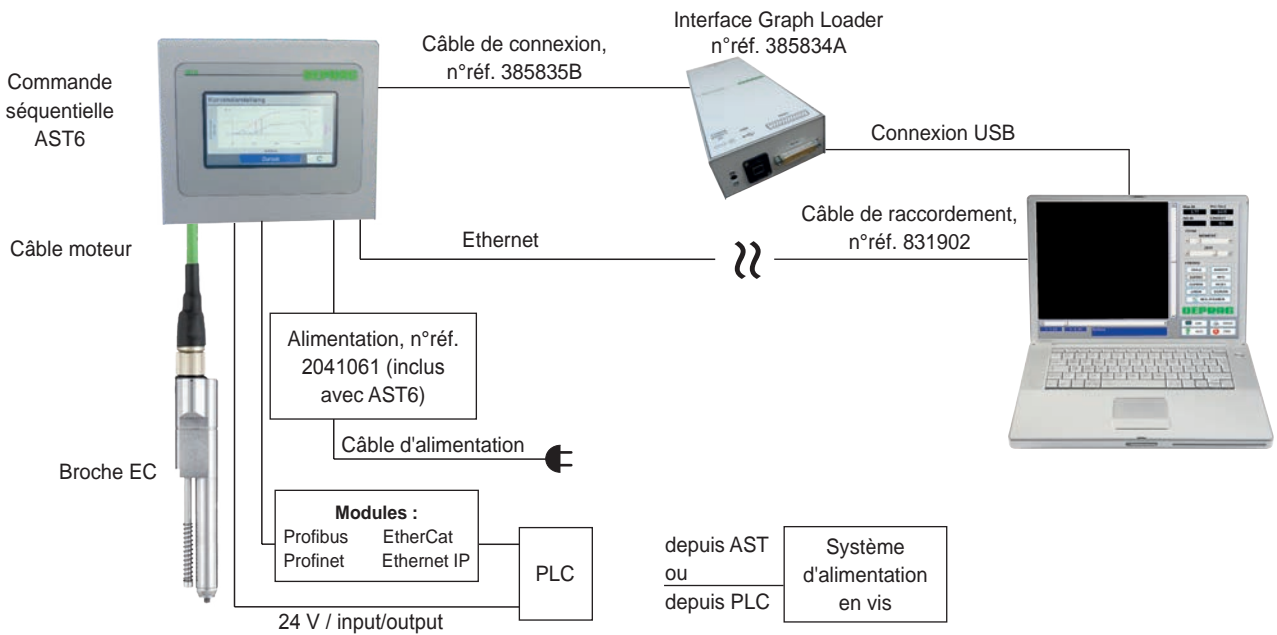 Interface Graph Loader
n°réf. 385834A
Câble de connexion,
n°réf. 385835B
Commande
séquentielle
AST6
DEPRAG
Zurück
Connexion USB
Câble de raccordement,
n°réf. 831902
Ethernet
Câble moteur
DEPRAG
Alimentation, n°réf.
2041061 (inclus
avec AST6)
Câble d'alimentation
Broche EC
Modules :
Profibus EtherCat
Profinet Ethernet IP
PLC
24 V / input/output
depuis AST
ou
depuis PLC
Système
d'alimentation
en vis